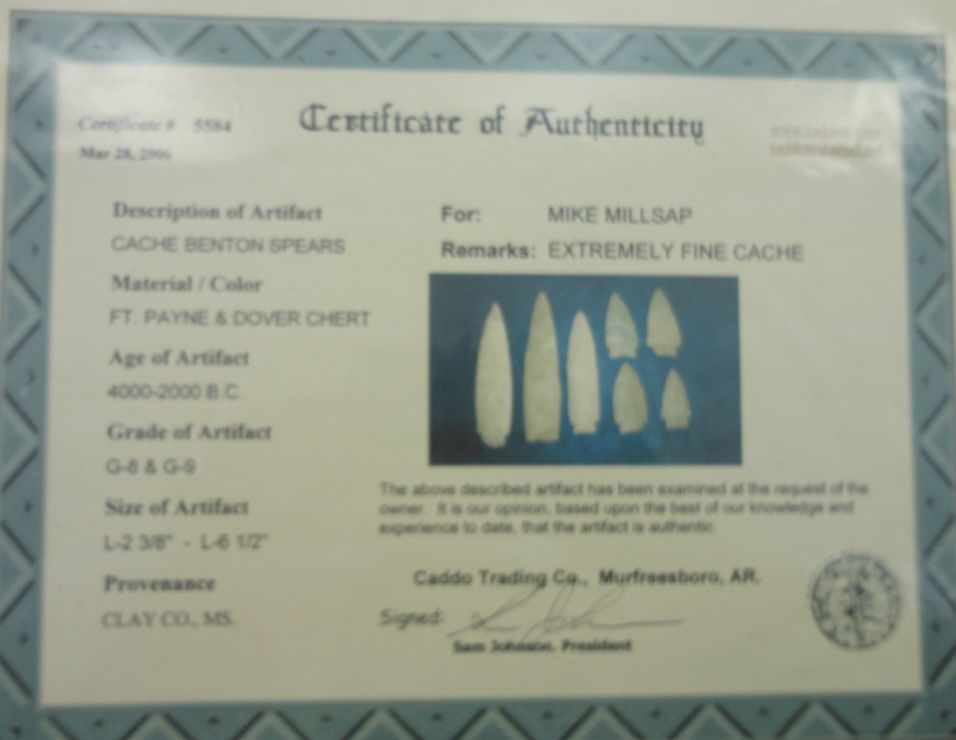 Certificate # 5584
Mar 28, 2006
Certificate of Authenticity
Description of Artifact
CACHE BENTON SPEARS
Material / Color
FT. PAYNE & DOVER CHERT
Age of Artifact
4000-2000 B.C.
Grade of Artifact
G-8 & G-9
Size of Artifact
L-2 3/8" - L-6 1/2"
Provenance
CLAY CO., MS.
For: MIKE MILLSAP
Remarks: EXTREMELY FINE CACHE
The above described artifact has been examined at the request of the
owner. It is our opinion, based upon the best of our knowledge and
experience to date, that the artifact is authentic.
Caddo Trading Co., Murfreesboro, AR.
Signed:
Sam Johnson, President